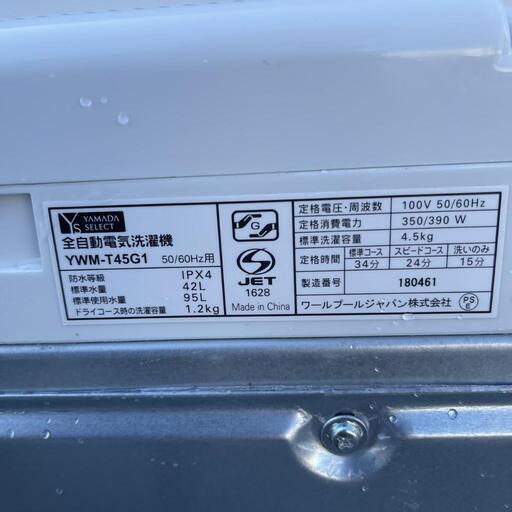 YS YAMADA SELECT
全自動電気洗濯機
YWM-T45G1 50/60Hz用
防水等級 IPX4
標準水量 42L
標準使用水量 95L
ドライコース時の洗濯容量 1.2kg
G
S
JET
1628
Made in China
定格電圧・周波数 100V 50/60Hz
定格消費電力 350/390 W
標準洗濯容量 4.5kg
定格時間 標準コース スピードコース 洗いのみ
34分 24分 15分
製造番号 180461
ワールプールジャパン株式会社 PSE